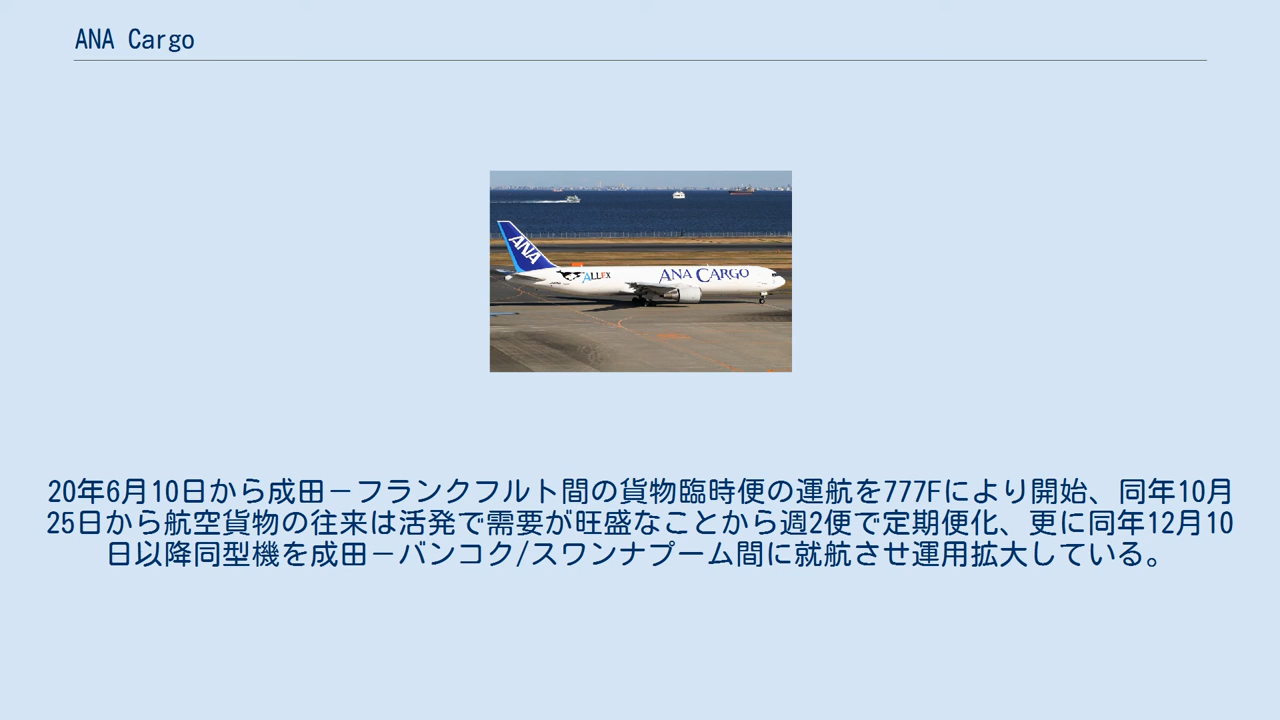 ANA Cargo
ANA
ALLEX
ANA CARGO
20年6月10日から成田－フランクフルト間の貨物臨時便の運航を777Fにより開始、同年10月
25日から航空貨物の往来は活発で需要が旺盛なことから週2便で定期便化、更に同年12月10
日以降同型機を成田－バンコク/スワンナプーム間に就航させ運用拡大している。